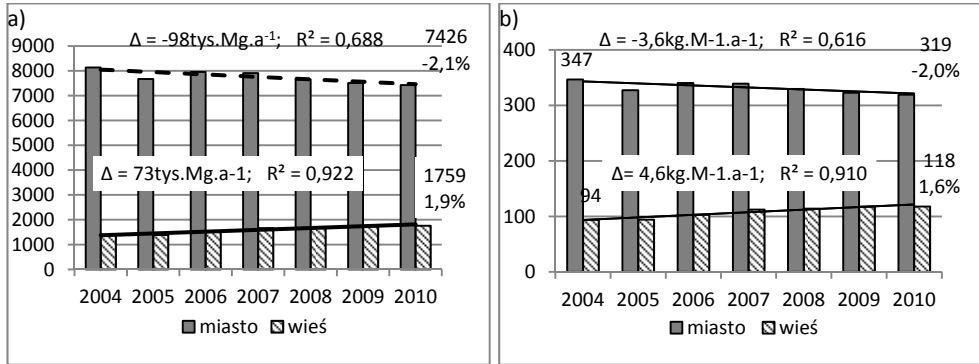 a)
Δ = -98tys.Mg.a-1; R² = 0,688
7426
-2,1%
9000
8000
7000
6000
5000
4000
3000
2000
1000
0
Δ = 73tys.Mg.a-1; R² = 0,922
1759
1,9%
2004 2005 2006 2007 2008 2009 2010
miasto wieś
b)
Δ = -3,6kg.M-1.a-1; R² = 0,616
319
-2,0%
347
400
300
200
100
0
Δ= 4,6kg.M-1.a-1; R² = 0,910
118
1,6%
94
2004 2005 2006 2007 2008 2009 2010
miasto wieś